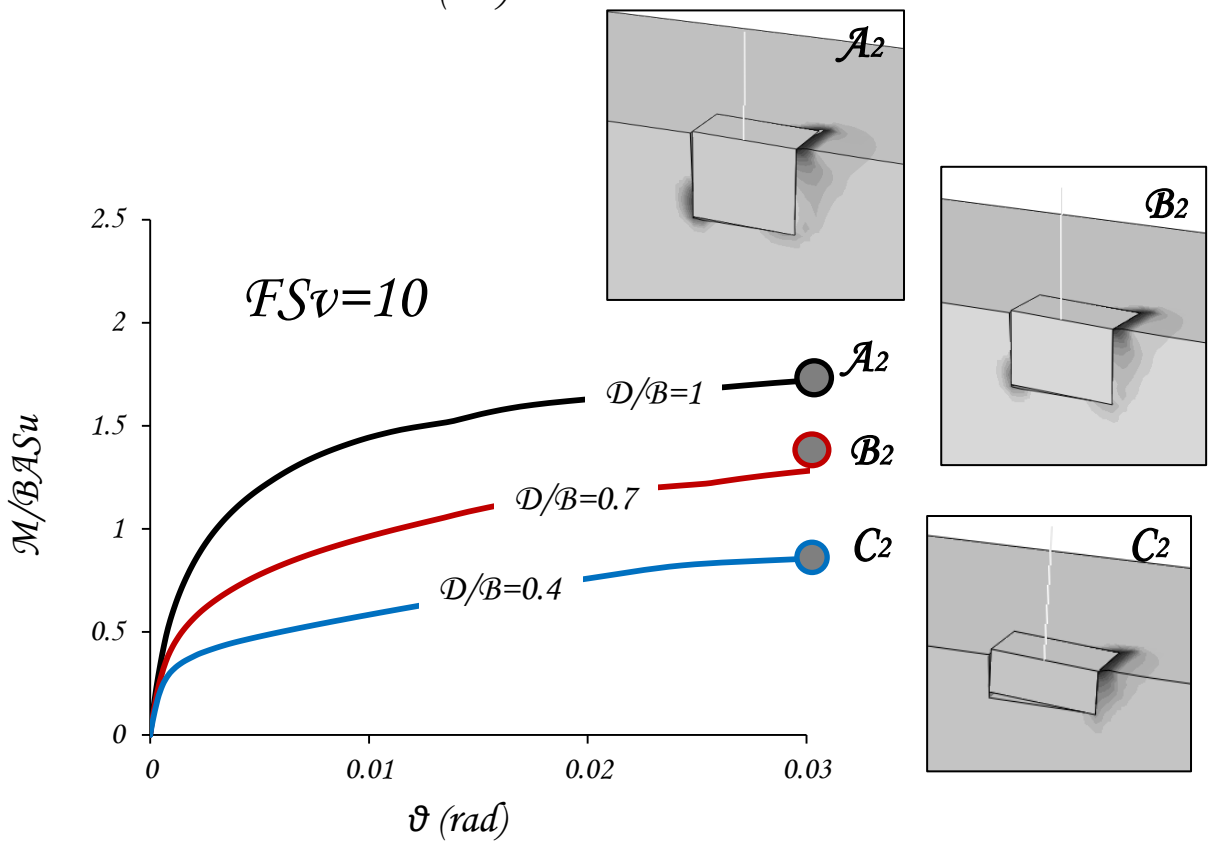 A2
B2
2.5
FSv=10
2
A2
D/B=1
1.5
B2
D/B=0.7
M/BASu
1
C2
C2
D/B=0.4
0.5
0
0 0.01 0.02 0.03
ϑ (rad)